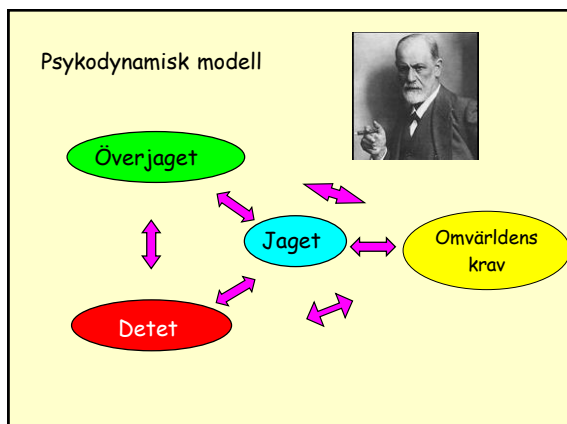 Psykodynamisk modell
Överjaget
Jaget
Omvärldens
krav
Detet